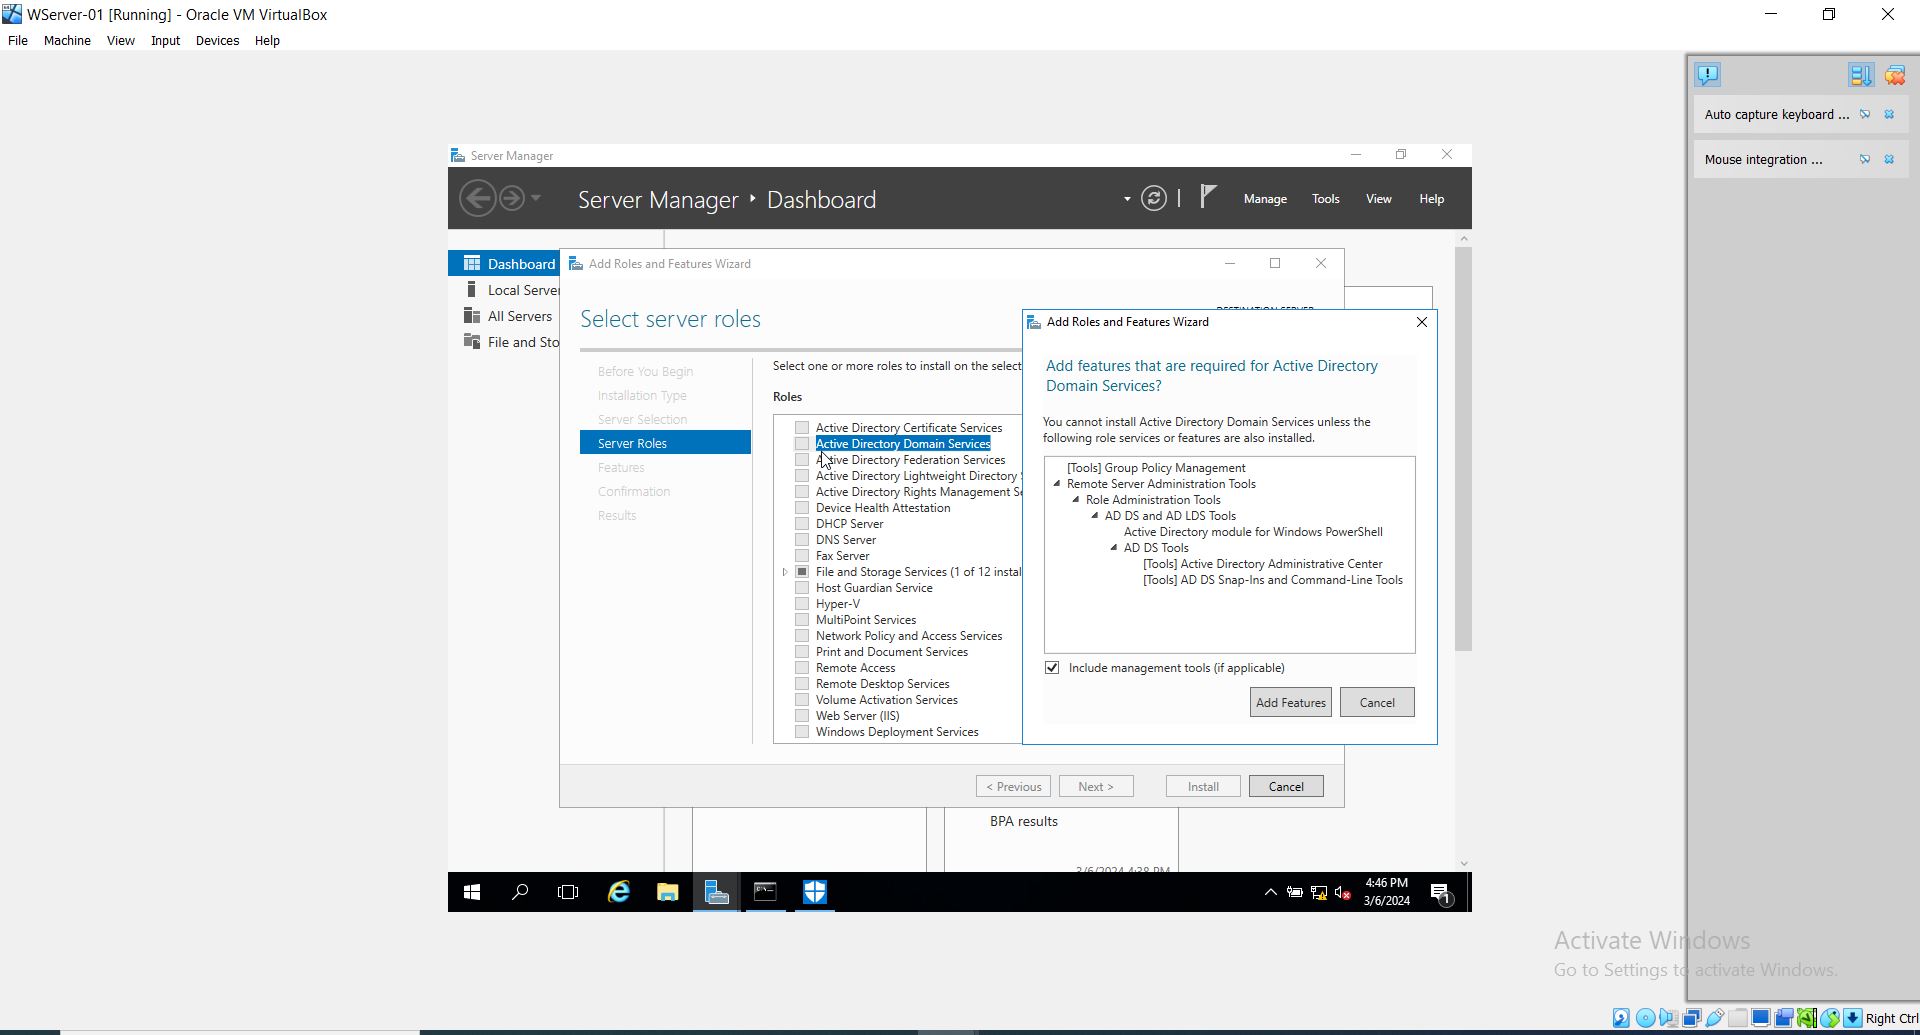 WServer-01 [Running] - Oracle VM VirtualBox
File Machine View Input Devices Help
Auto capture keyboard ...
Mouse integration ...
Server Manager
Server Manager Dashboard
Manage Tools View Help
Dashboard
Local Server
All Servers
File and Sto
Add Roles and Features Wizard
Select server roles
DESTINATION SERVER
Before You Begin
Installation Type
Server Selection
Server Roles
Features
Confirmation
Results
Select one or more roles to install on the select
Roles
Active Directory Certificate Services
Active Directory Domain Services
Active Directory Federation Services
Active Directory Lightweight Directory
Active Directory Rights Management Se
Device Health Attestation
DHCP Server
DNS Server
Fax Server
File and Storage Services (1 of 12 instal
Host Guardian Service
Hyper-V
MultiPoint Services
Network Policy and Access Services
Print and Document Services
Remote Access
Remote Desktop Services
Volume Activation Services
Web Server (IIS)
Windows Deployment Services
Add Roles and Features Wizard
Add features that are required for Active Directory
Domain Services?
You cannot install Active Directory Domain Services unless the
following role services or features are also installed.
[Tools] Group Policy Management
Remote Server Administration Tools
Role Administration Tools
AD DS and AD LDS Tools
Active Directory module for Windows PowerShell
AD DS Tools
[Tools] Active Directory Administrative Center
[Tools] AD DS Snap-Ins and Command-Line Tools
Include management tools (if applicable)
Add Features Cancel
< Previous Next > Install Cancel
BPA results
3/6/2024 4:38 PM
4:46 PM
3/6/2024
1
Activate Windows
Go to Settings to activate Windows.
Right Ctrl